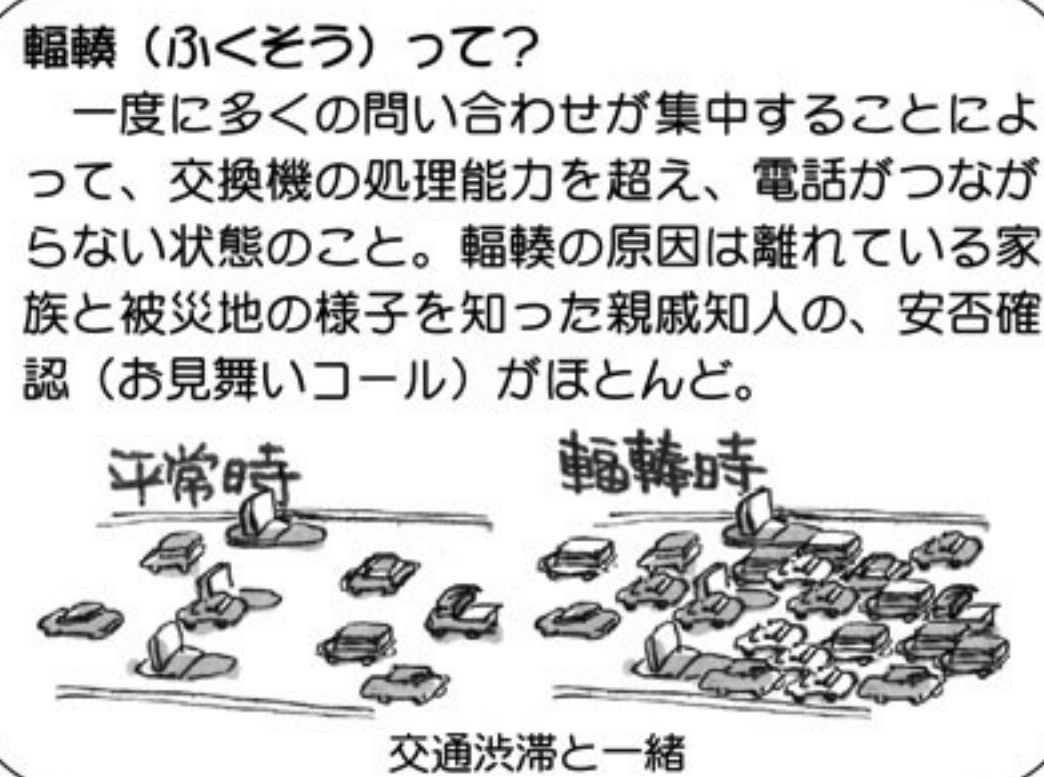 輻輳（ふくそう）って？
　一度に多くの問い合わせが集中することによ
って、交換機の処理能力を超え、電話がつなが
らない状態のこと。輻輳の原因は離れている家
族と被災地の様子を知った親戚知人の、安否確
認（お見舞いコール）がほとんど。
平常時
輻輳時
交通渋滞と一緒